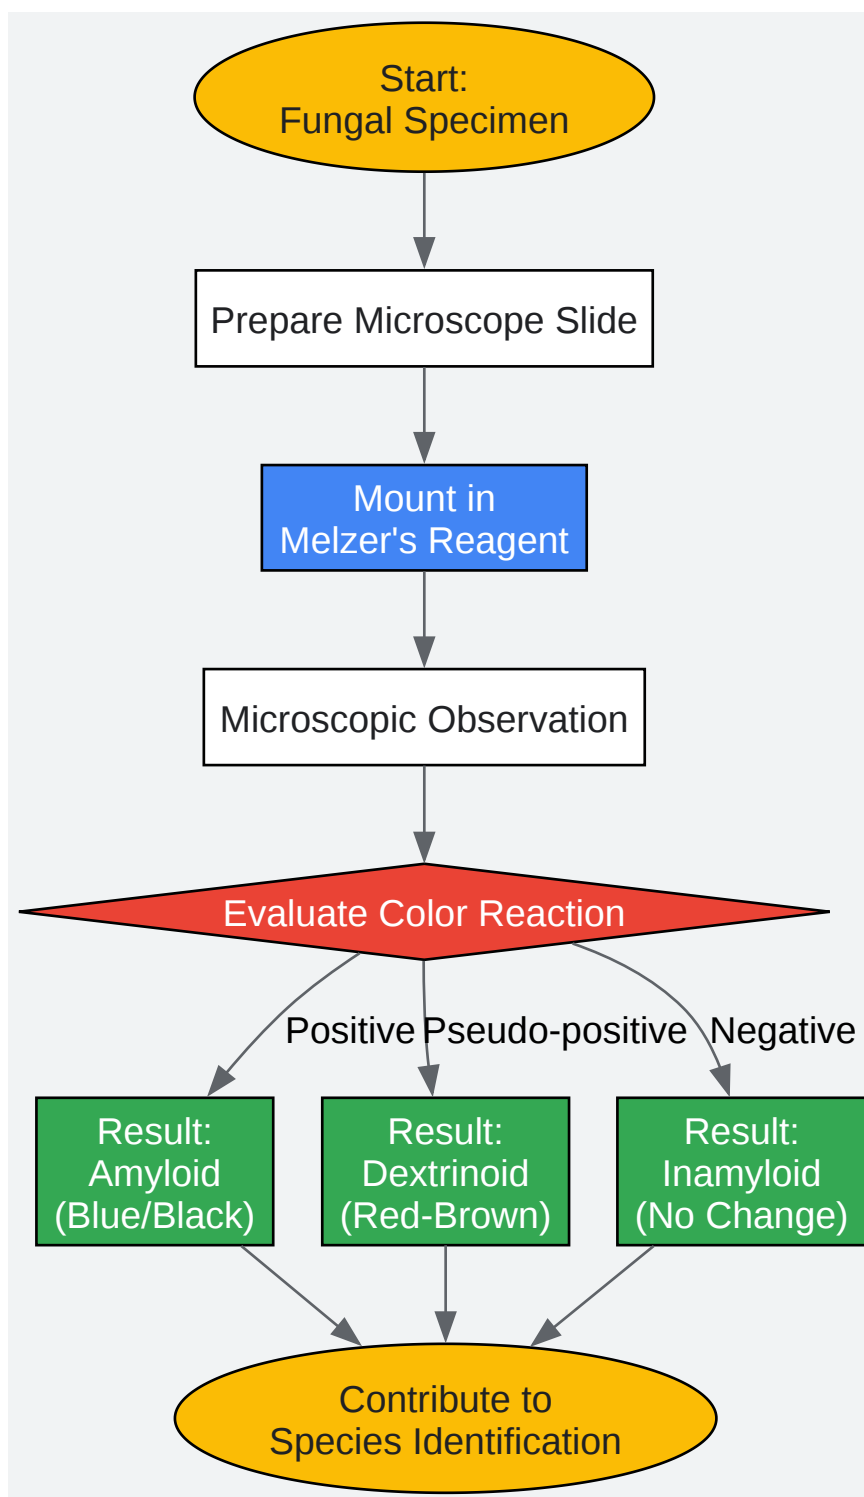 Start:
Fungal Specimen
Prepare Microscope Slide
Mount in
Melzer's Reagent
Microscopic Observation
Evaluate Color Reaction
Positive
Pseudo-positive
Negative
Result:
Amyloid
(Blue/Black)
Result:
Dextrinoid
(Red-Brown)
Result:
Inamyloid
(No Change)
Contribute to
Species Identification